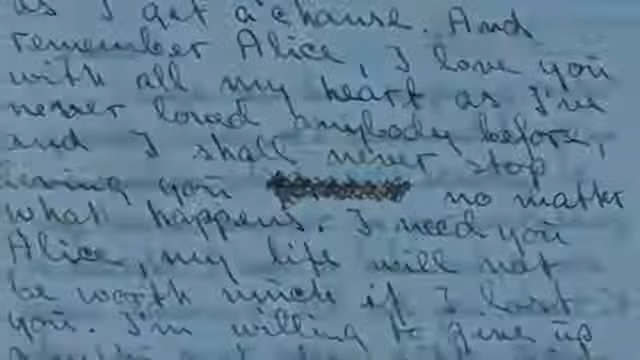 as I get a chanse. And
remember Alice, I love you
with all my heart as I've
never loved anybody before,
and I shall never stop
loving you no matter
what happens. I need you
Alice, my life will not
be worth much if I lost
you. I'm willing to give up